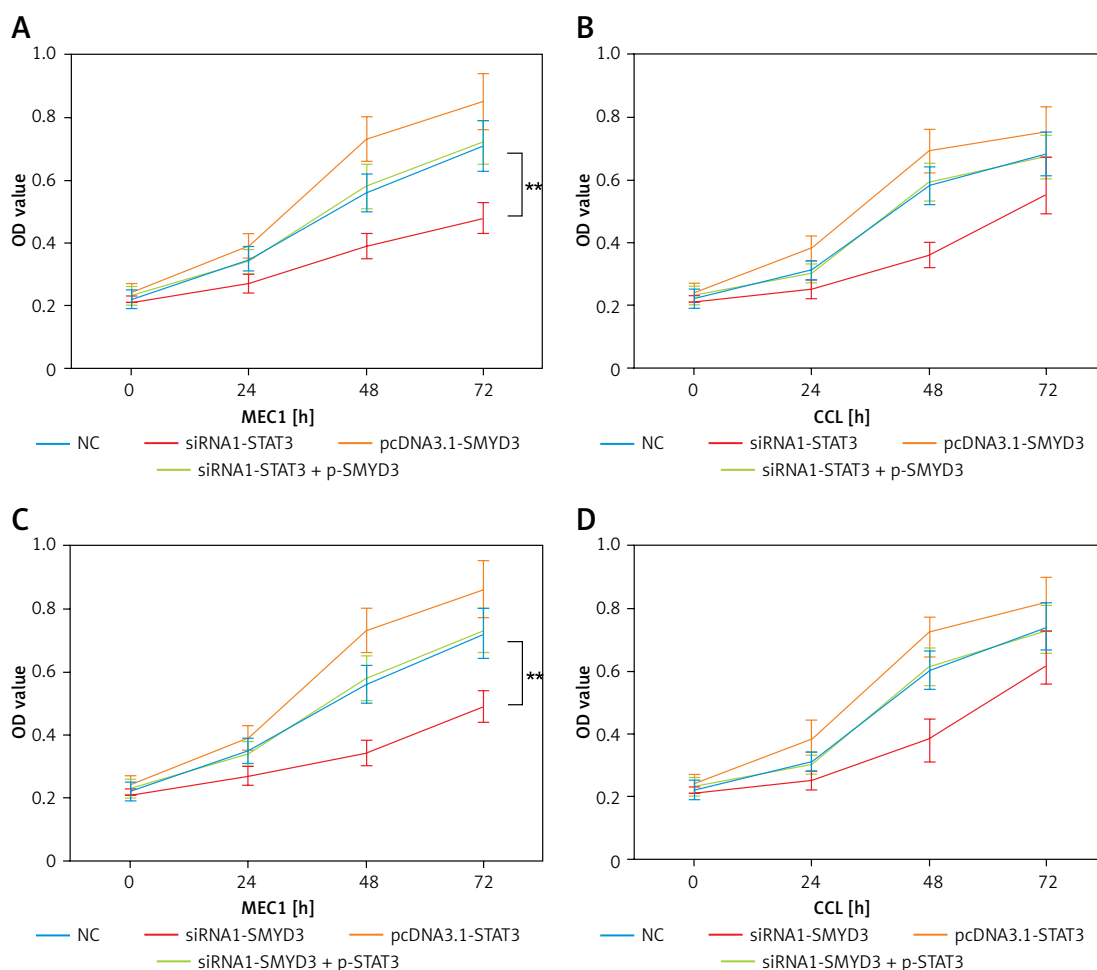 A
1.0
0.8
0.6
0.4
0.2
0
OD value
**
0 24 48 72
MEC1 [h]
NC siRNA1-STAT3 pcDNA3.1-SMYD3
siRNA1-STAT3 + p-SMYD3
B
1.0
0.8
0.6
0.4
0.2
0
OD value
0 24 48 72
CCL [h]
NC siRNA1-STAT3 pcDNA3.1-SMYD3
siRNA1-STAT3 + p-SMYD3
C
1.0
0.8
0.6
0.4
0.2
0
OD value
**
0 24 48 72
MEC1 [h]
NC siRNA1-SMYD3 pcDNA3.1-STAT3
siRNA1-SMYD3 + p-STAT3
D
1.0
0.8
0.6
0.4
0.2
0
OD value
0 24 48 72
CCL [h]
NC siRNA1-SMYD3 pcDNA3.1-STAT3
siRNA1-SMYD3 + p-STAT3